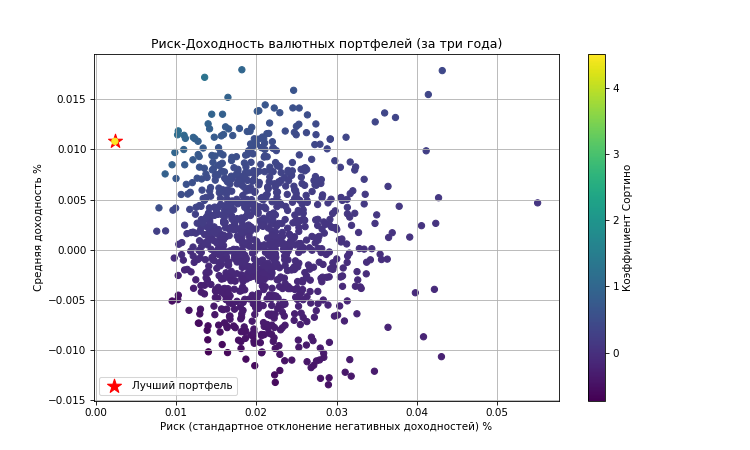 Риск-Доходность валютных портфелей (за три года)
Средняя доходность %
0.015
0.010
0.005
0.000
−0.005
−0.010
−0.015
0.00 0.01 0.02 0.03 0.04 0.05
Риск (стандартное отклонение негативных доходностей) %
Лучший портфель
4
3
2
1
0
Коэффициент Сортино